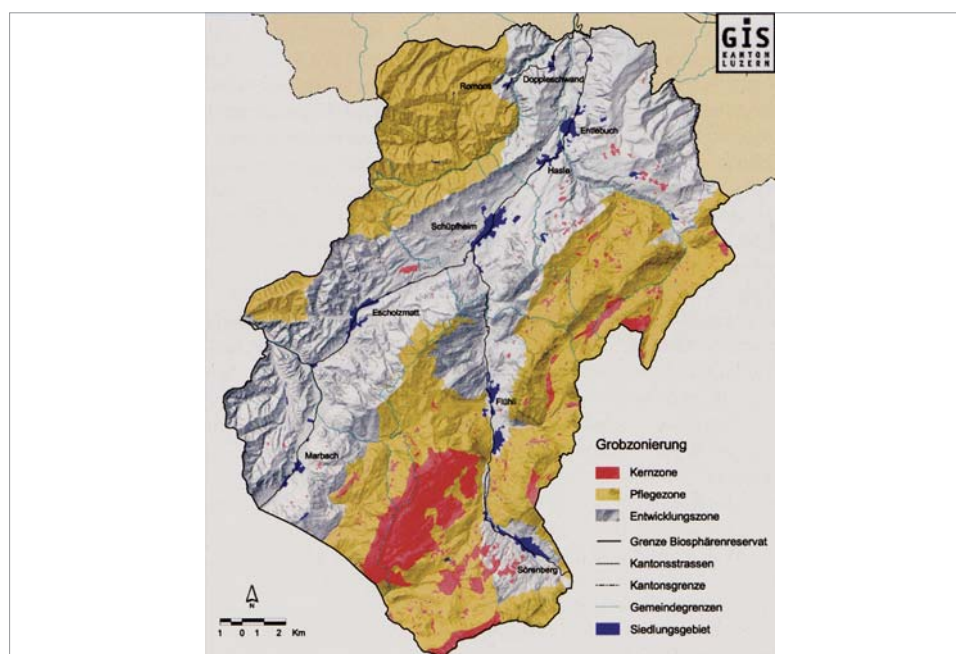 GIS
KANTON
LUZERN
Doppleschwand
Romoos
Entlebuch
Hasle
Schüpfheim
Escholzmatt
Flühli
Marbach
Sörenberg
Grobzonierung
Kernzone
Pflegezone
Entwicklungszone
Grenze Biosphärenreservat
Kantonsstrassen
Kantonsgrenze
Gemeindegrenzen
Siedlungsgebiet
N
1 0 1 2 Km